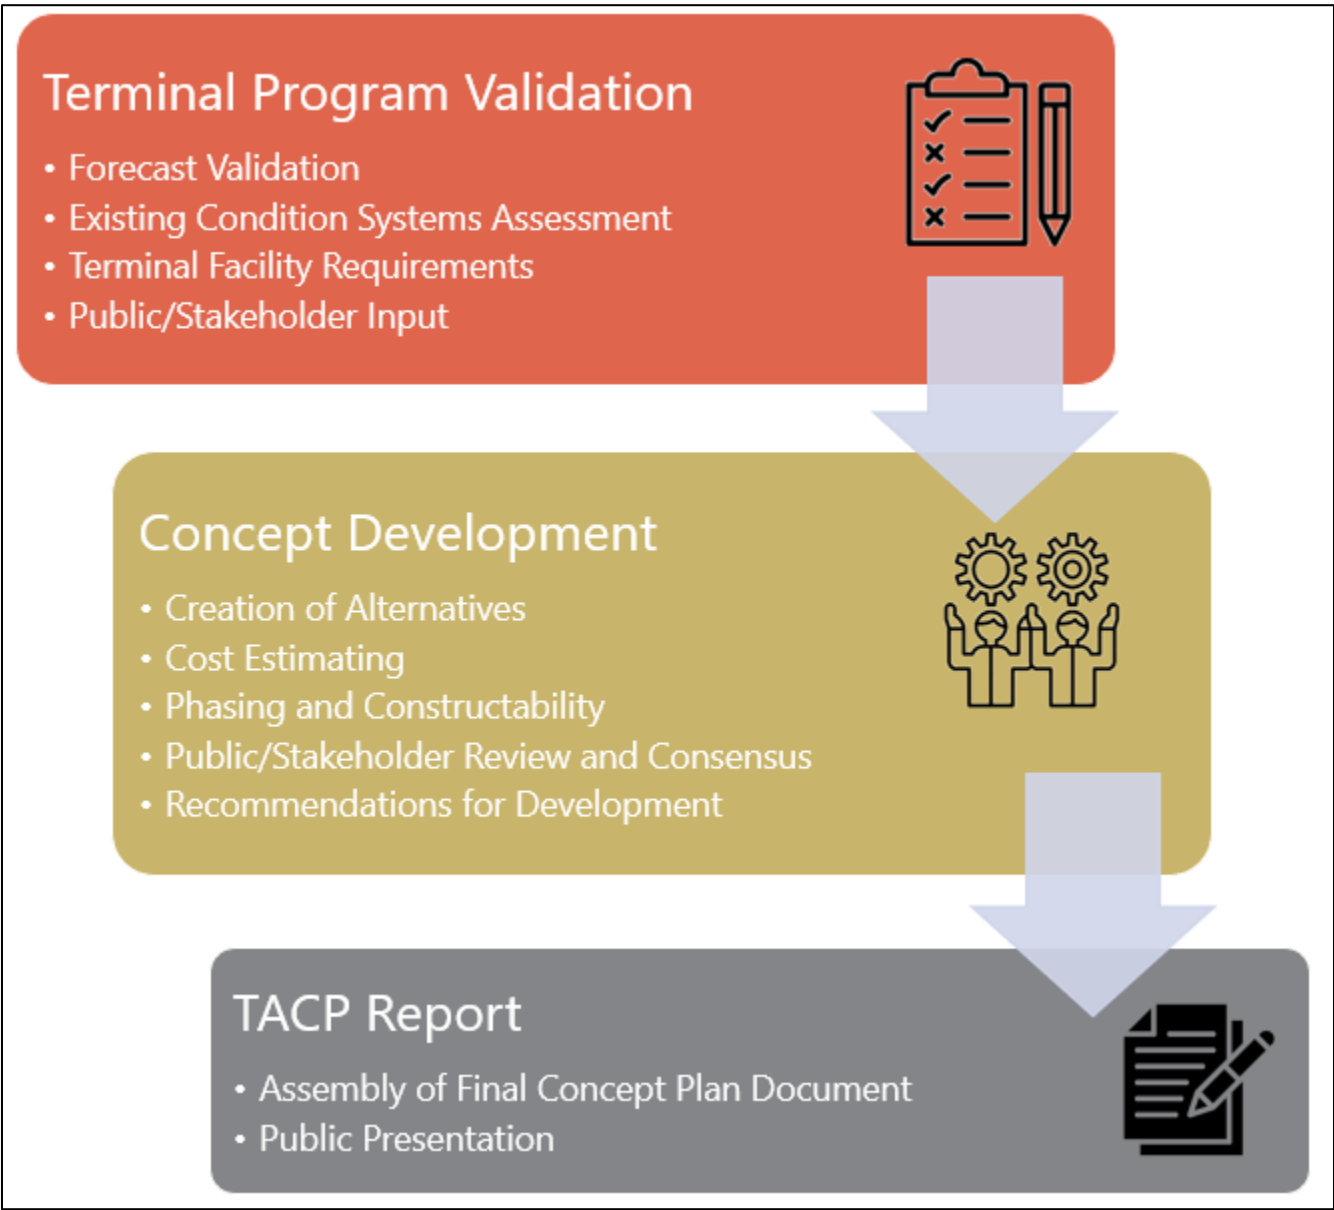 Terminal Program Validation
• Forecast Validation
• Existing Condition Systems Assessment
• Terminal Facility Requirements
• Public/Stakeholder Input
Concept Development
• Creation of Alternatives
• Cost Estimating
• Phasing and Constructability
• Public/Stakeholder Review and Consensus
• Recommendations for Development
TACP Report
• Assembly of Final Concept Plan Document
• Public Presentation